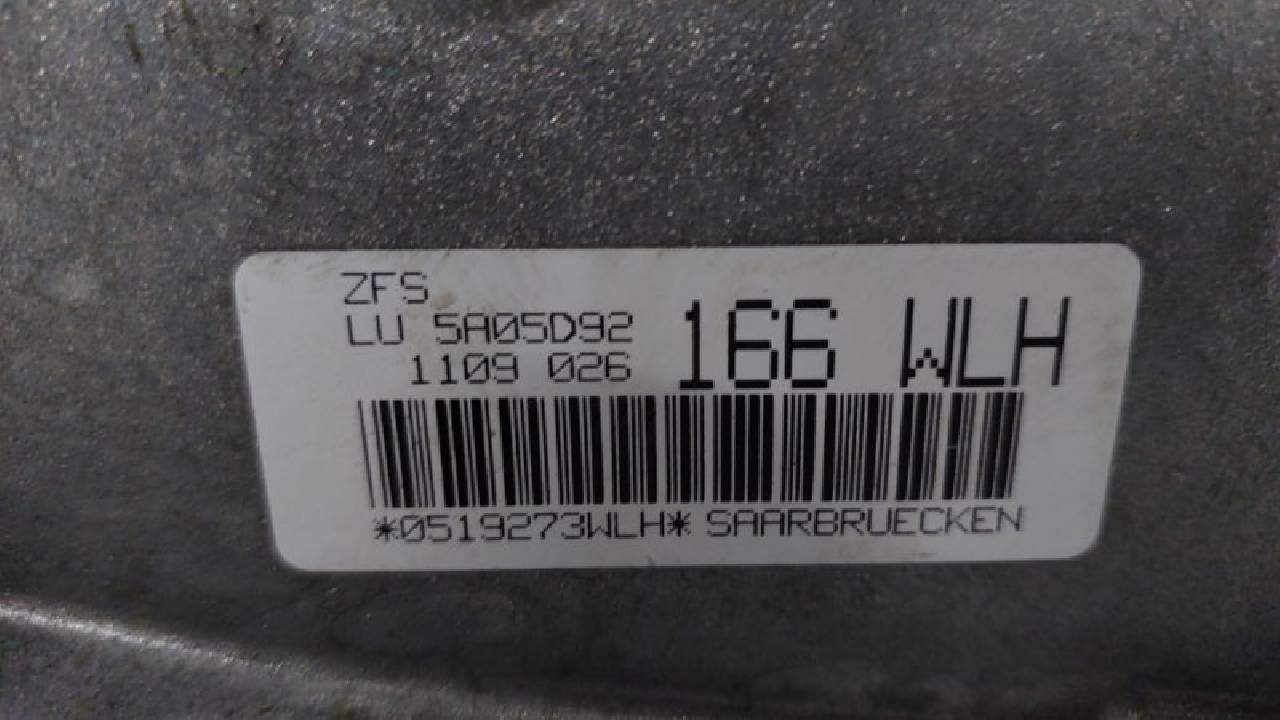 ZFS
LU 5A05D92
1109 026
166 WLH
*0519273WLH* SAARBRUECKEN